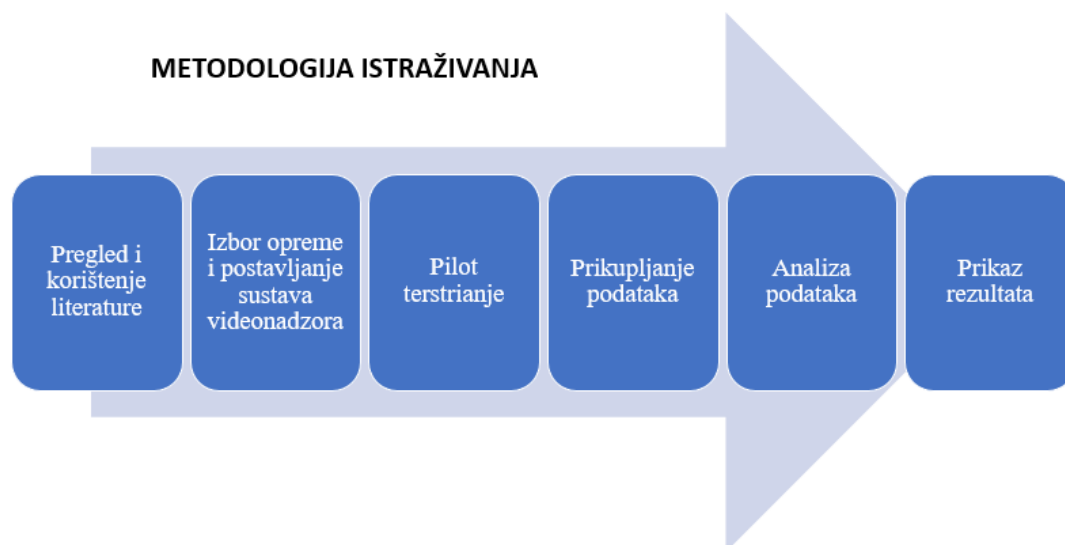 METODOLOGIJA ISTRAŽIVANJA
Pregled i
korištenje
literature
Izbor opreme
i postavljanje
sustava
videonadzora
Pilot
terstrianje
Prikupljanje
podataka
Analiza
podataka
Prikaz
rezultata